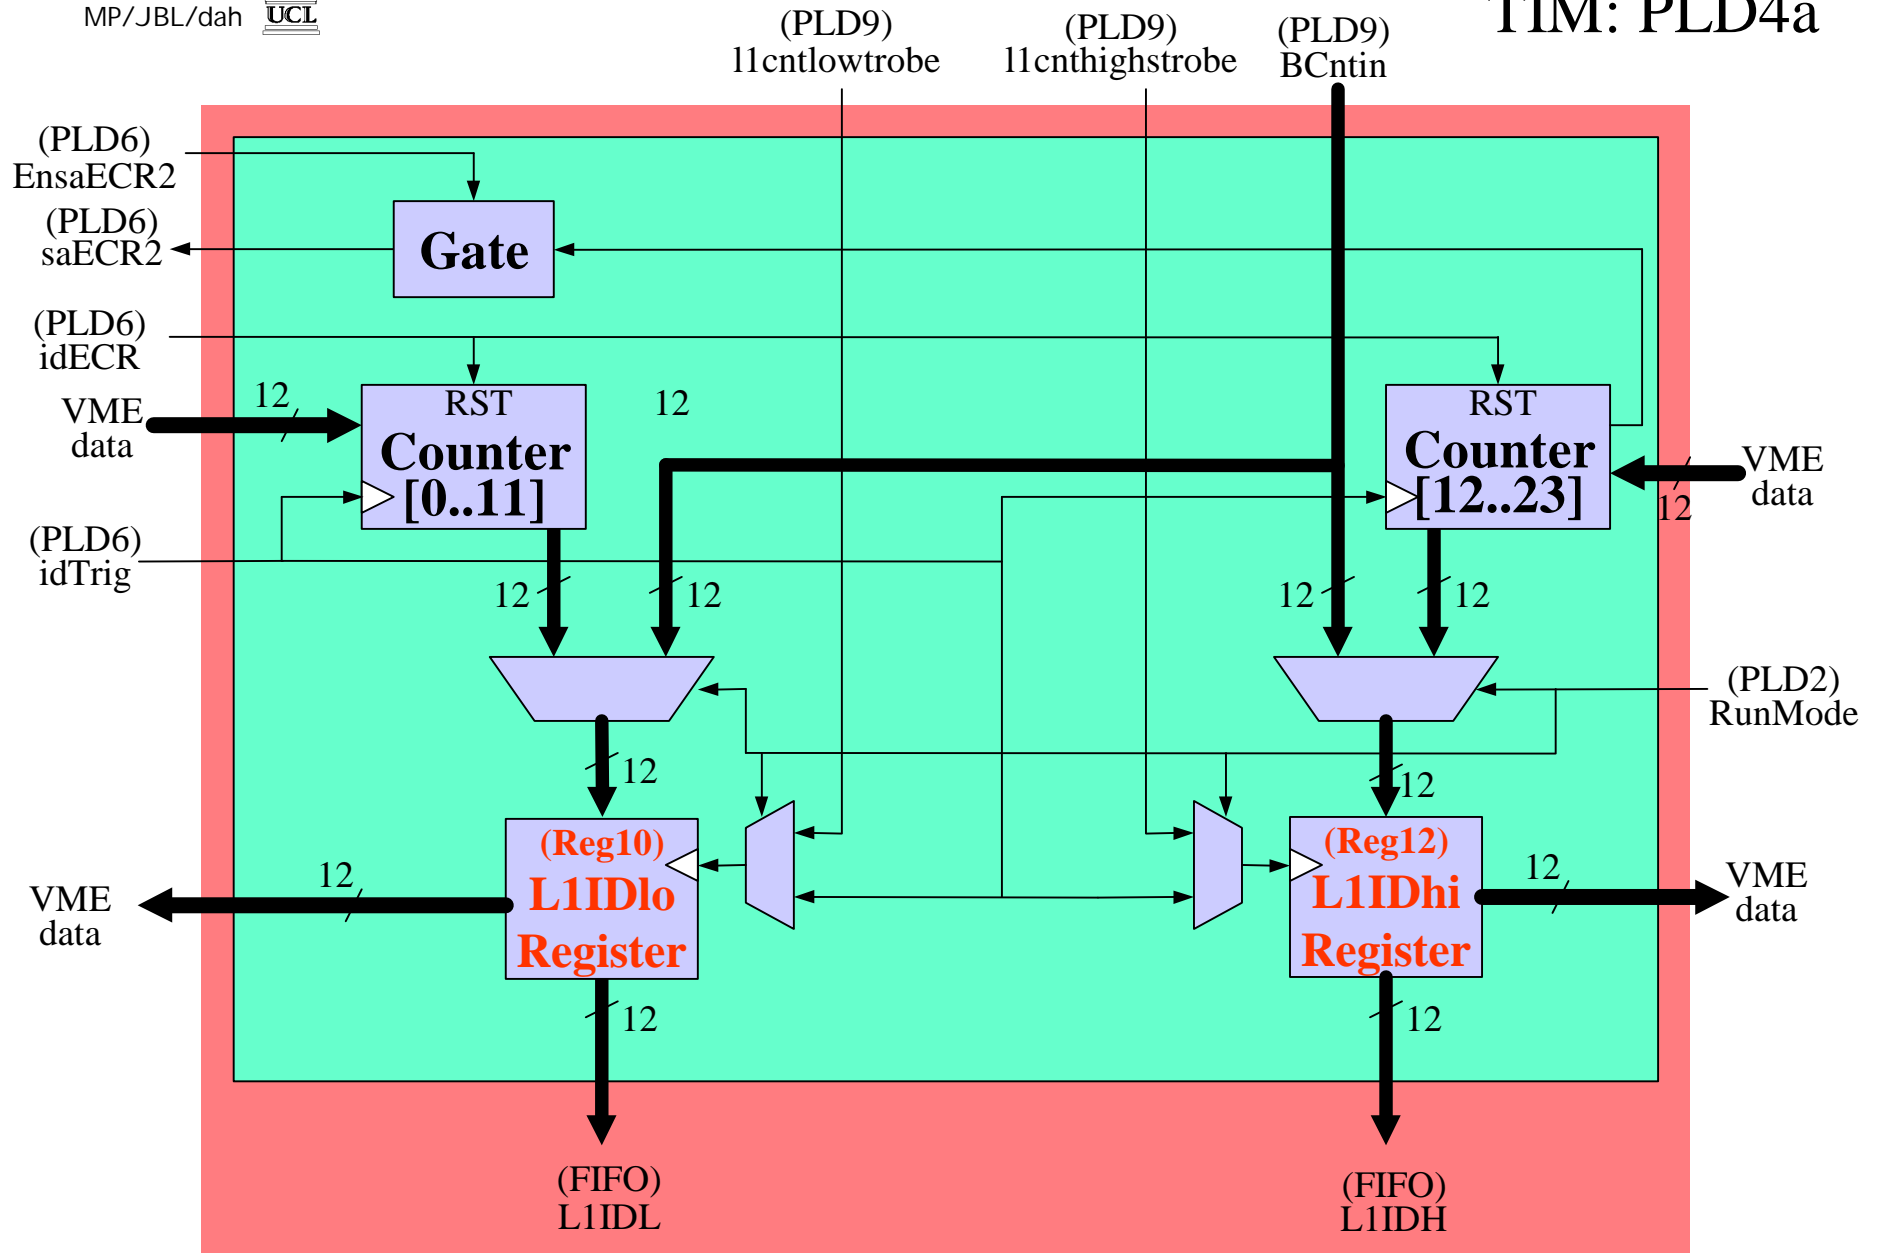 MP/JBL/dah UCL
TIM: PLD4a
(PLD9)
l1cntlowtrobe
(PLD9)
l1cnthighstrobe
(PLD9)
BCntin
(PLD6)
EnsaECR2
(PLD6)
saECR2
Gate
(PLD6)
idECR
VME
data
12
RST
Counter
[0..11]
12
RST
Counter
[12..23]
VME
data
12
(PLD6)
idTrig
12
12
12
12
(PLD2)
RunMode
12
12
(Reg10)
L1IDlo
Register
(Reg12)
L1IDhi
Register
VME
data
12
12
VME
data
12
12
(FIFO)
L1IDL
(FIFO)
L1IDH